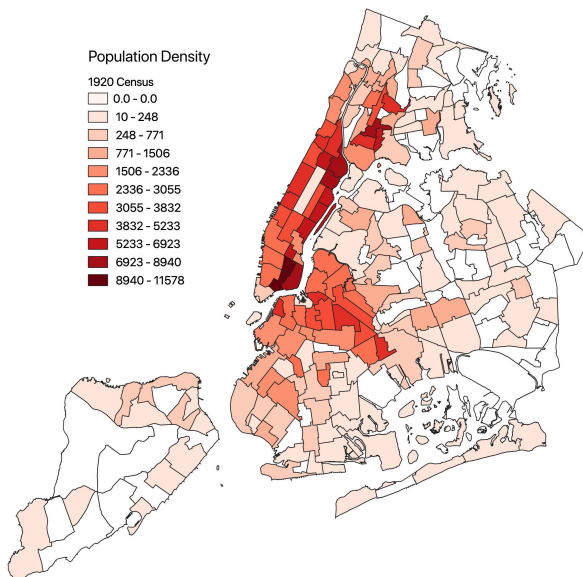 Population Density
1920 Census
0.0 - 0.0
10 - 248
248 - 771
771 - 1506
1506 - 2336
2336 - 3055
3055 - 3832
3832 - 5233
5233 - 6923
6923 - 8940
8940 - 11578